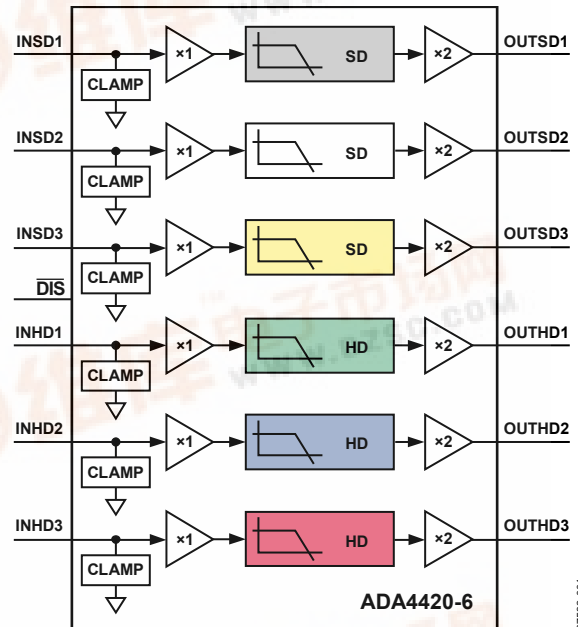 INSD1 ×1 SD ×2 OUTSD1
CLAMP
INSD2 ×1 SD ×2 OUTSD2
CLAMP
INSD3 ×1 SD ×2 OUTSD3
CLAMP
DIS
INHD1 ×1 HD ×2 OUTHD1
CLAMP
INHD2 ×1 HD ×2 OUTHD2
CLAMP
INHD3 ×1 HD ×2 OUTHD3
CLAMP
ADA4420-6